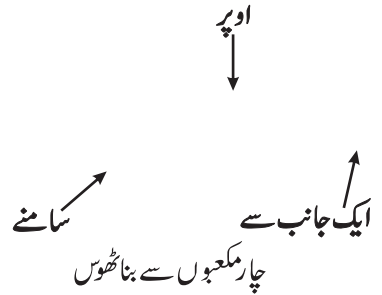 اوپر
ایک جانب سے
سامنے
چار مکعبوں سے بنا ٹھوس